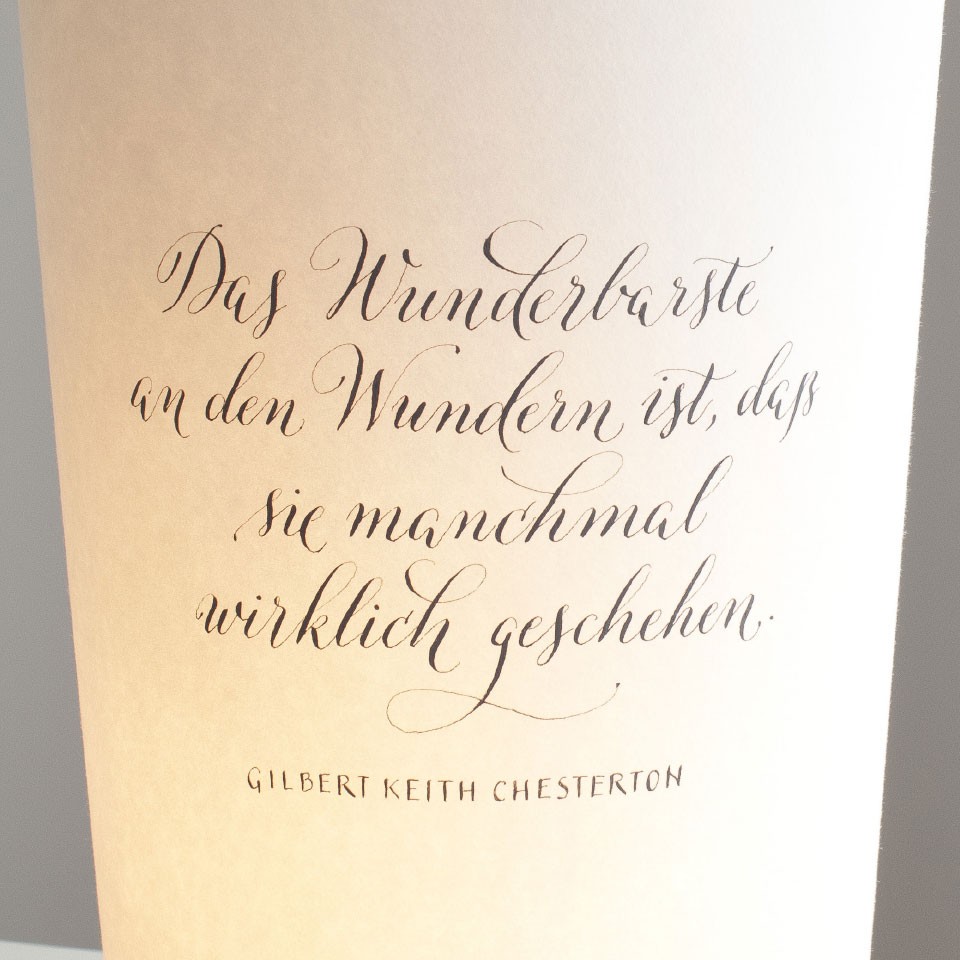 Das Wunderbarste
an den Wundern ist, daß
sie manchmal
wirklich geschehen.
GILBERT KEITH CHESTERTON